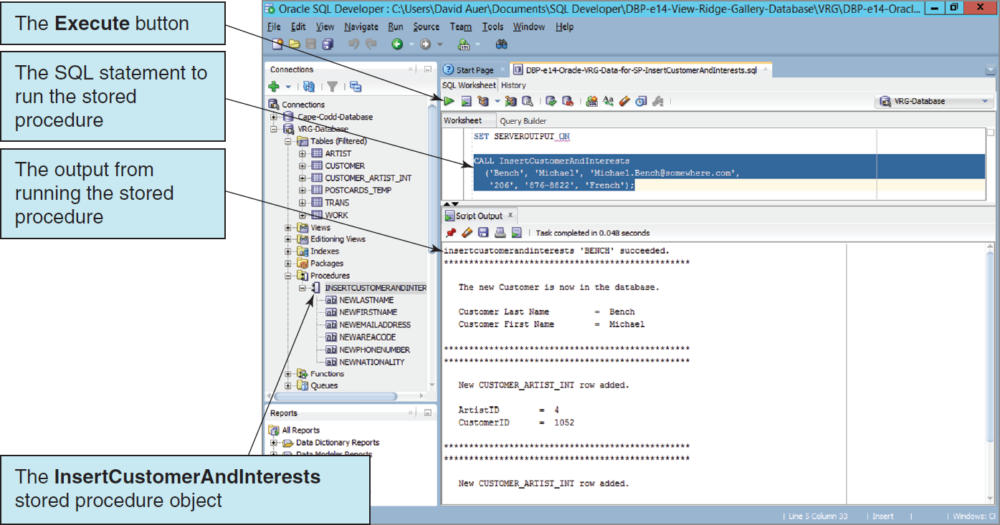 The Execute button
The SQL statement to
run the stored
procedure
The output from
running the stored
procedure
The InsertCustomerAndInterests
stored procedure object
Oracle SQL Developer : C:\Users\David Auer\Documents\SQL Developer\DBP-e14-View-Ridge-Gallery-Database\VRG\DBP-e14-Oracl...
File Edit View Navigate Run Source Team Tools Window Help
Connections
Connections
Cape-Codd-Database
VRG-Database
Tables (Filtered)
ARTIST
CUSTOMER
CUSTOMER_ARTIST_INT
POSTCARDS_TEMP
TRANS
WORK
Views
Editioning Views
Indexes
Packages
Procedures
INSERTCUSTOMERANDINTER
NEWLASTNAME
NEWFIRSTNAME
NEWEMAILADDRESS
NEWAREACODE
NEWPHONENUMBER
NEWNATIONALITY
Functions
Queues
Reports
All Reports
Data Dictionary Reports
Data Modeler Reports
Start Page
DBP-e14-Oracle-VRG-Data-for-SP-InsertCustomerAndInterests.sql
SQL Worksheet History
VRG-Database
Worksheet Query Builder
SET SERVEROUTPUT ON
CALL InsertCustomerAndInterests
('Bench', 'Michael', 'Michael.Bench@somewhere.com',
'206', '876-8822', 'French');
Script Output x
Task completed in 0.048 seconds
insertcustomerandinterests 'BENCH' succeeded.
*************************************************
The new Customer is now in the database.
Customer Last Name = Bench
Customer First Name = Michael
*************************************************
*************************************************
New CUSTOMER_ARTIST_INT row added.
ArtistID = 4
CustomerID = 1052
*************************************************
*************************************************
New CUSTOMER_ARTIST_INT row added.
Line 5 Column 33 Insert Windows: Cl